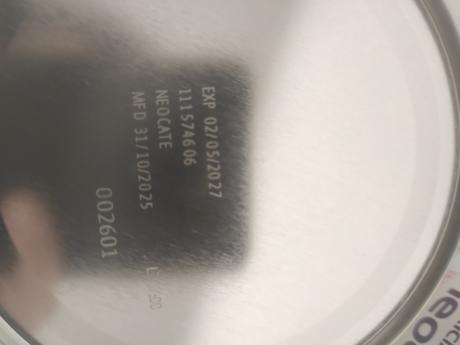 EXP 02/05/2027
111574606
NEOCATE
MFD 31/10/2025
002601